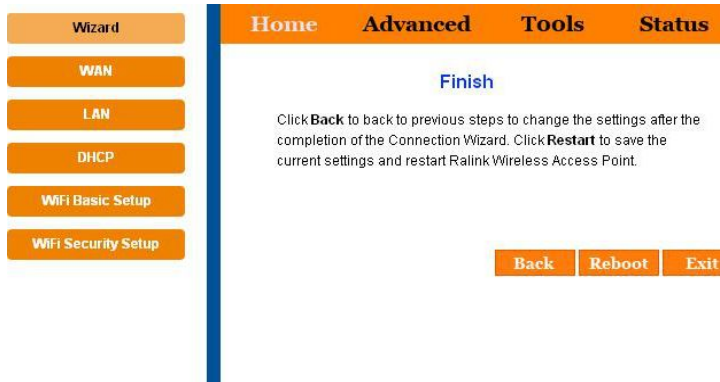 Wizard
WAN
LAN
DHCP
WiFi Basic Setup
WiFi Security Setup
Home Advanced Tools Status
Finish
Click Back to back to previous steps to change the settings after the
completion of the Connection Wizard. Click Restart to save the
current settings and restart Ralink Wireless Access Point.
Back Reboot Exit